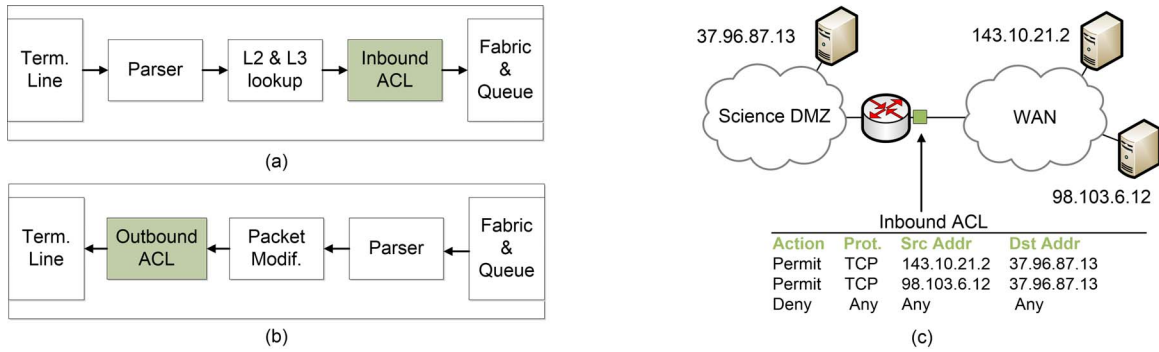 Term.
Line
Parser
L2 & L3
lookup
Inbound
ACL
Fabric
&
Queue
(a)
Term.
Line
Outbound
ACL
Packet
Modif.
Parser
Fabric
&
Queue
(b)
37.96.87.13
143.10.21.2
Science DMZ
WAN
98.103.6.12
Inbound ACL
Action Prot. Src Addr Dst Addr
Permit TCP 143.10.21.2 37.96.87.13
Permit TCP 98.103.6.12 37.96.87.13
Deny Any Any Any
(c)